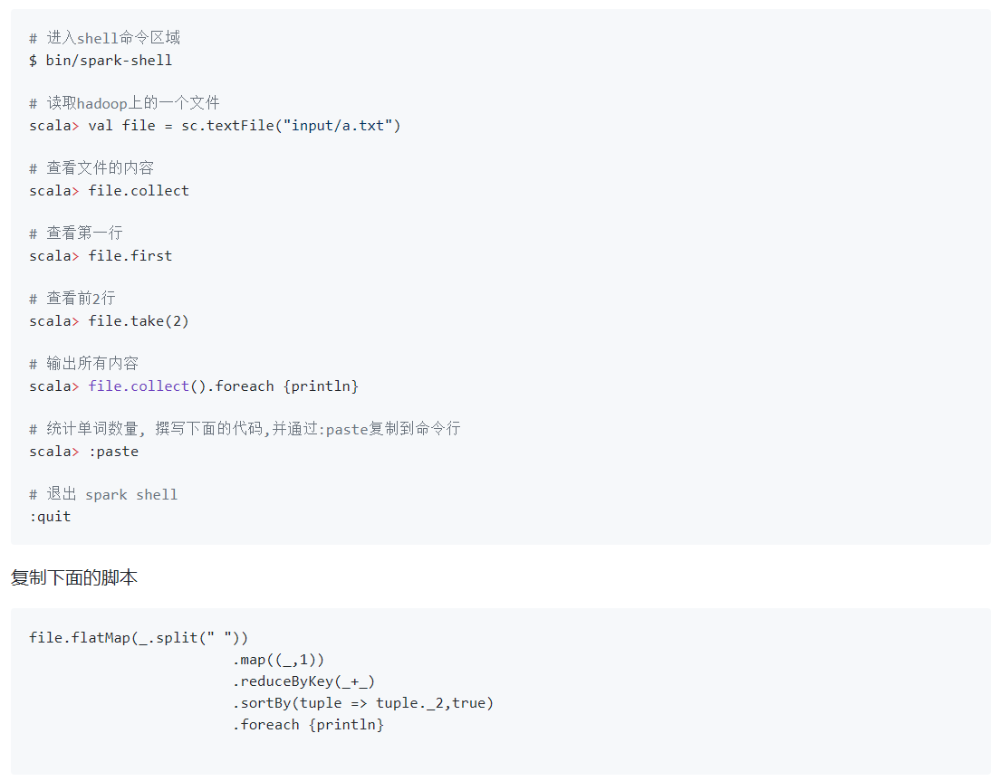 # 进入shell命令区域
$ bin/spark-shell
# 读取hadoop上的一个文件
scala> val file = sc.textFile("input/a.txt")
# 查看文件的内容
scala> file.collect
# 查看第一行
scala> file.first
# 查看前2行
scala> file.take(2)
# 输出所有内容
scala> file.collect().foreach {println}
# 统计单词数量, 撰写下面的代码,并通过:paste复制到命令行
scala> :paste
# 退出 spark shell
:quit
复制下面的脚本
file.flatMap(_.split(" "))
.map((_,1))
.reduceByKey(_+_)
.sortBy(tuple => tuple._2,true)
.foreach {println}